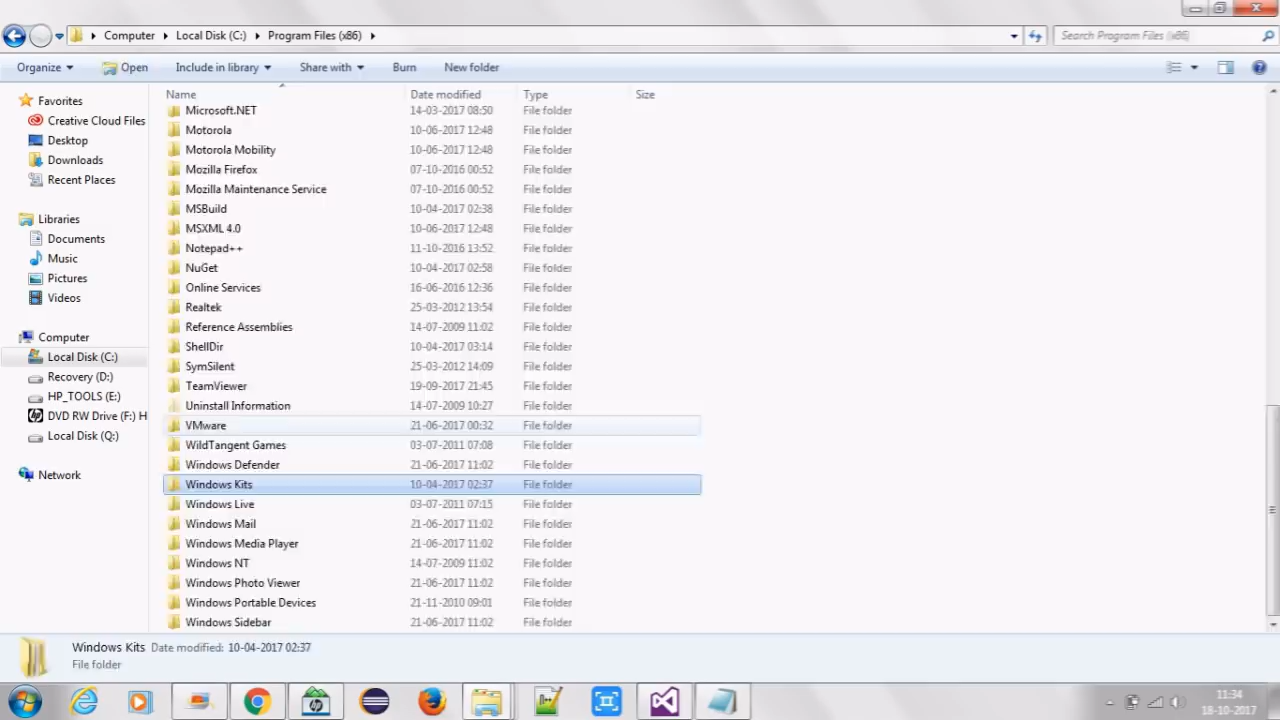 Computer Local Disk (C:) Program Files (x86) Search Program Files (x86)
Organize Open Include in library Share with Burn New folder
Name Date modified Type Size
Favorites
Creative Cloud Files
Desktop
Downloads
Recent Places
Libraries
Documents
Music
Pictures
Videos
Computer
Local Disk (C:)
Recovery (D:)
HP_TOOLS (E:)
DVD RW Drive (F:) H
Local Disk (Q:)
Network
Microsoft.NET 14-03-2017 08:50 File folder
Motorola 10-06-2017 12:48 File folder
Motorola Mobility 10-06-2017 12:48 File folder
Mozilla Firefox 07-10-2016 00:52 File folder
Mozilla Maintenance Service 07-10-2016 00:52 File folder
MSBuild 10-04-2017 02:38 File folder
MSXML 4.0 10-06-2017 12:48 File folder
Notepad++ 11-10-2016 13:52 File folder
NuGet 10-04-2017 02:58 File folder
Online Services 16-06-2016 12:36 File folder
Realtek 25-03-2012 13:54 File folder
Reference Assemblies 14-07-2009 11:02 File folder
ShellDir 10-04-2017 03:14 File folder
SymSilent 25-03-2012 14:09 File folder
TeamViewer 19-09-2017 21:45 File folder
Uninstall Information 14-07-2009 10:27 File folder
VMware 21-06-2017 00:32 File folder
WildTangent Games 03-07-2011 07:08 File folder
Windows Defender 21-06-2017 11:02 File folder
Windows Kits 10-04-2017 02:37 File folder
Windows Live 03-07-2011 07:15 File folder
Windows Mail 21-06-2017 11:02 File folder
Windows Media Player 21-06-2017 11:02 File folder
Windows NT 14-07-2009 11:02 File folder
Windows Photo Viewer 21-06-2017 11:02 File folder
Windows Portable Devices 21-11-2010 09:01 File folder
Windows Sidebar 21-06-2017 11:02 File folder
Windows Kits Date modified: 10-04-2017 02:37
File folder
11:34
18-10-2017